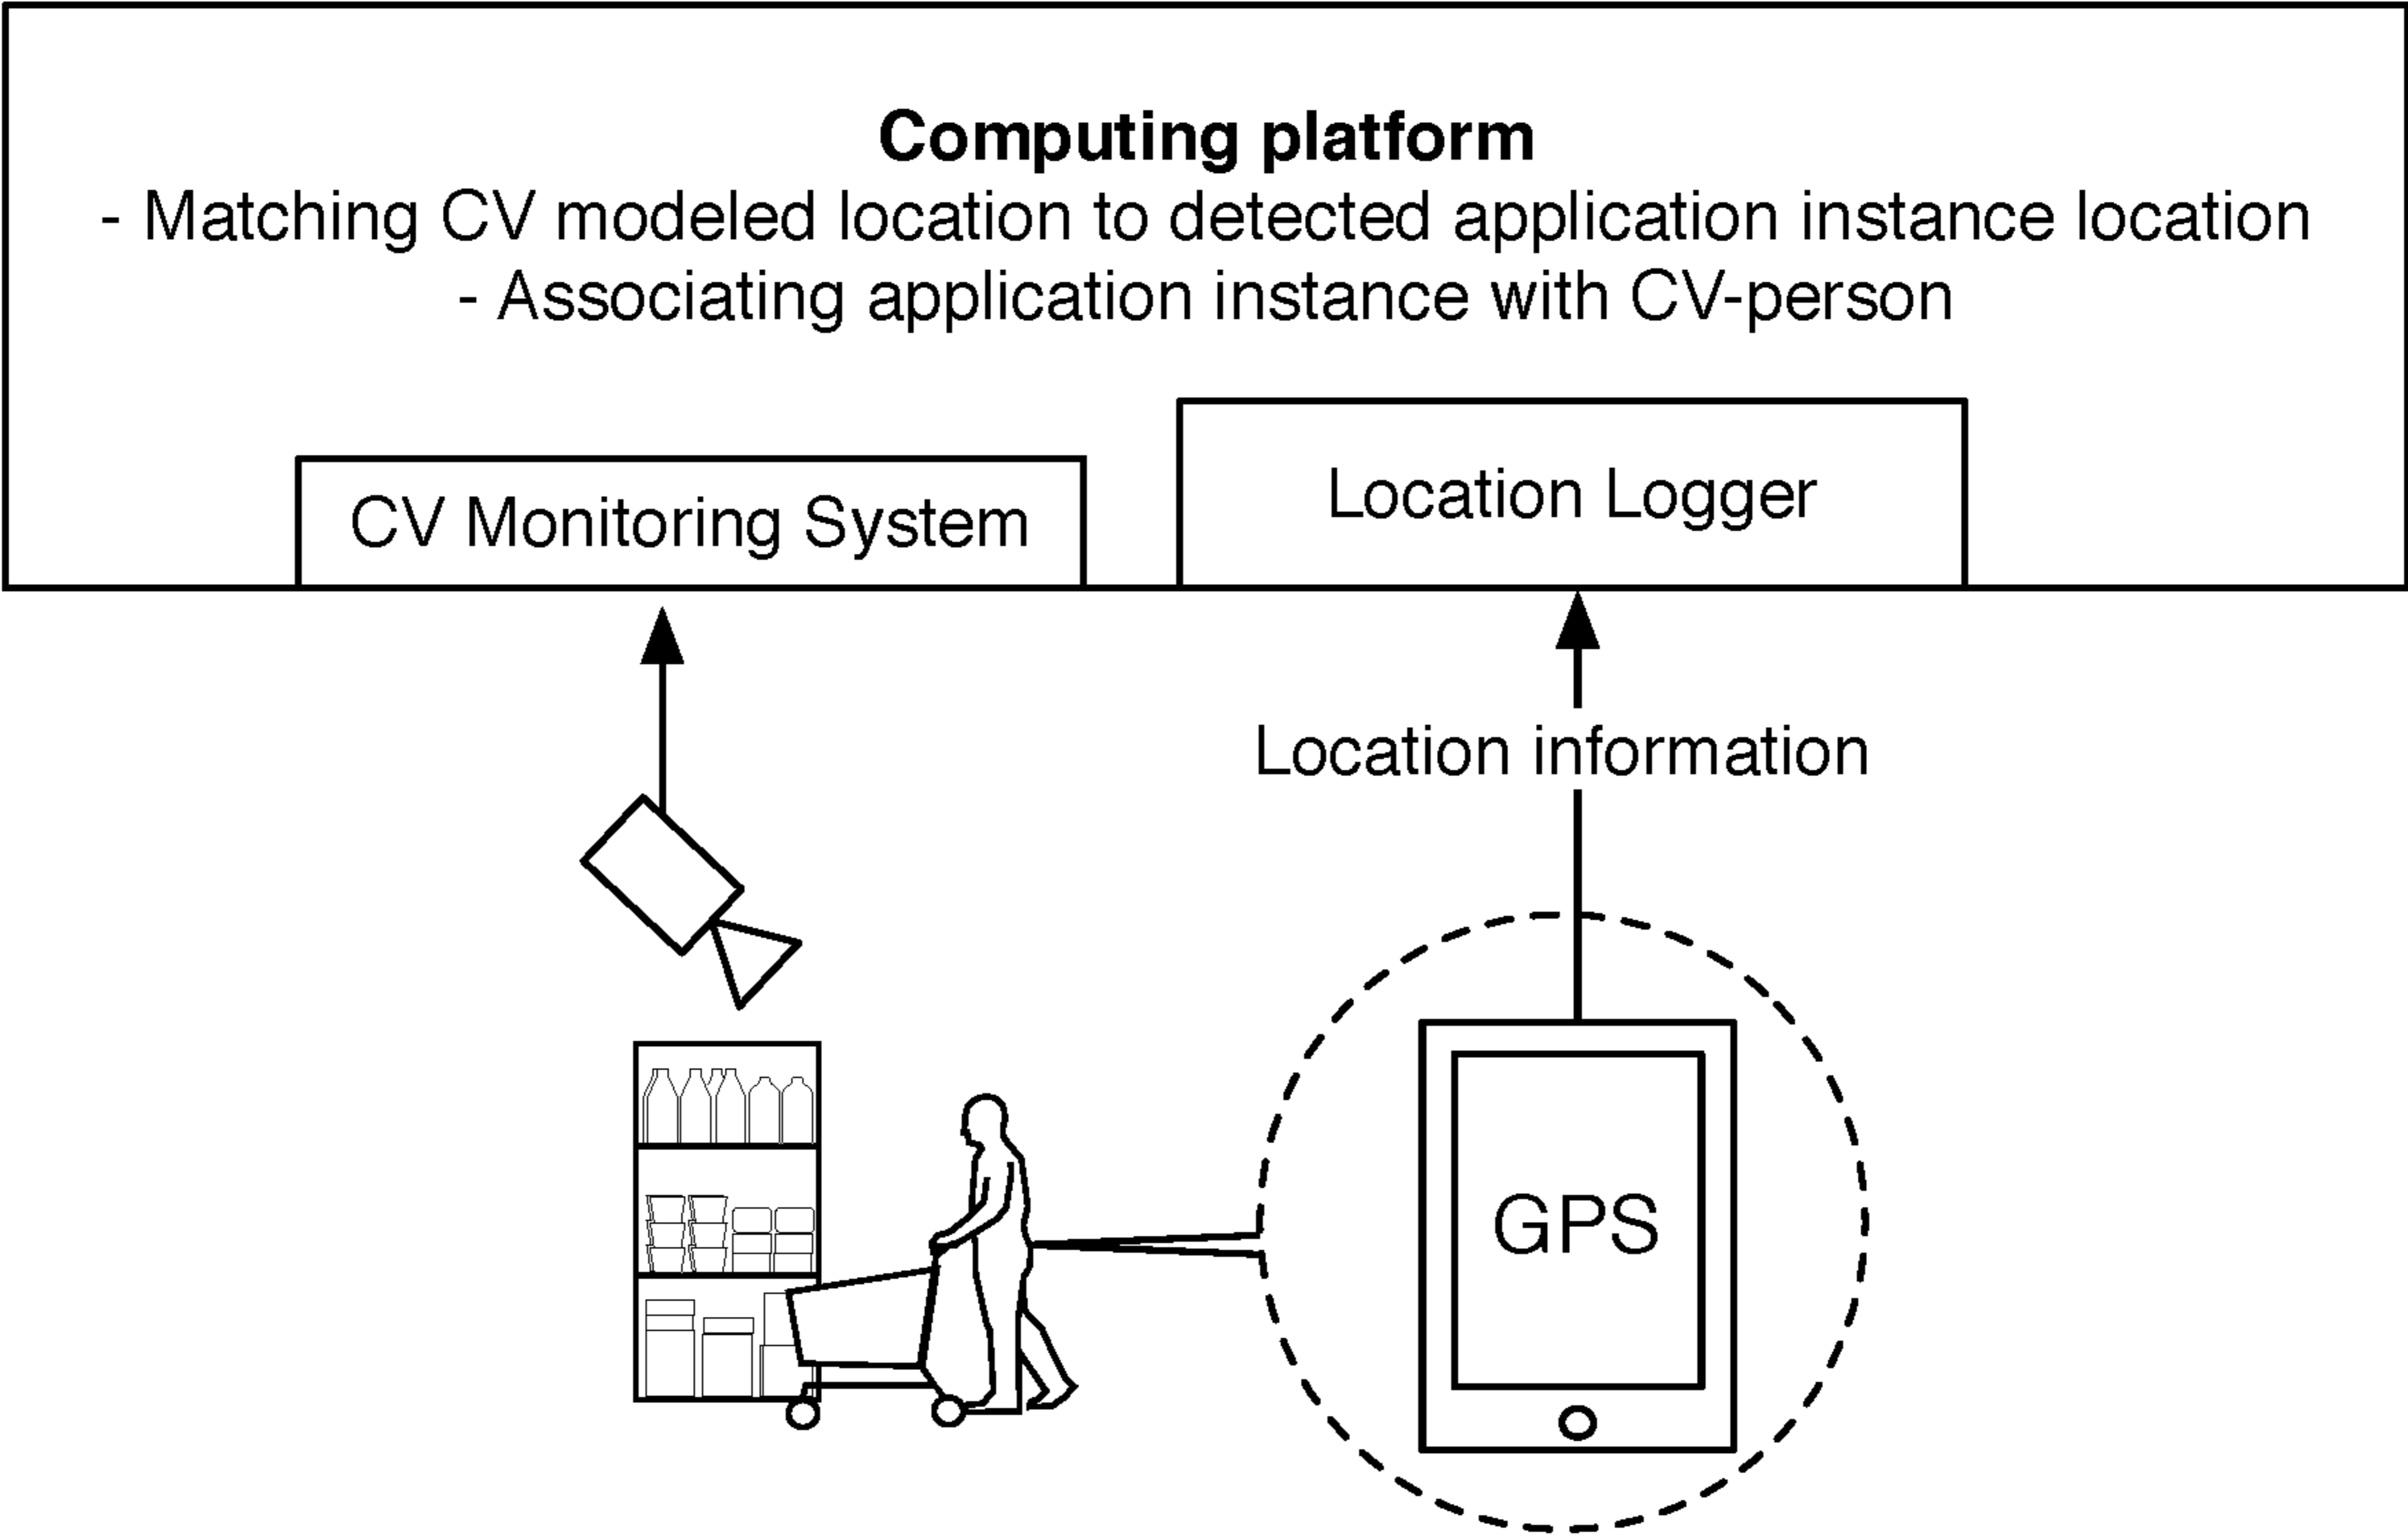 Computing platform
- Matching CV modeled location to detected application instance location
- Associating application instance with CV-person
CV Monitoring System
Location Logger
Location information
GPS